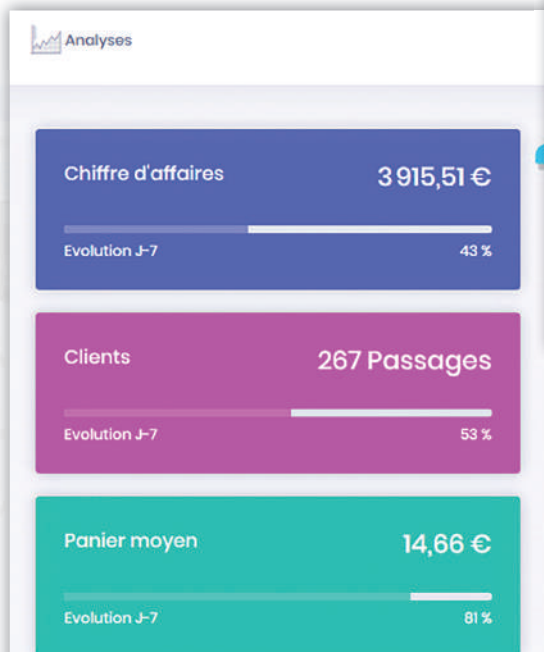 Analyses
Chiffre d'affaires
3 915,51 €
Evolution J-7
43 %
Clients
267 Passages
Evolution J-7
53 %
Panier moyen
14,66 €
Evolution J-7
81 %